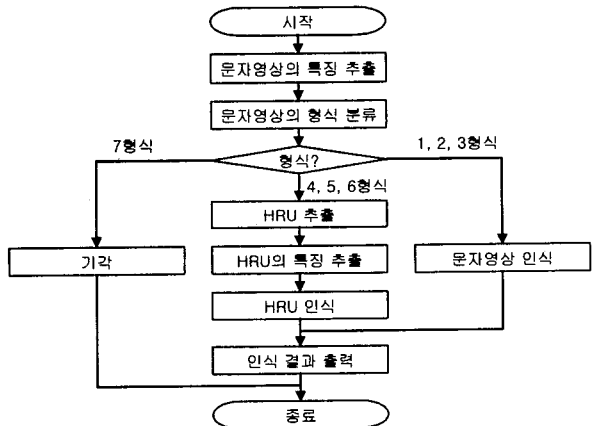 시작
문자영상의 특징 추출
문자영상의 형식 분류
형식?
7형식
1, 2, 3형식
4, 5, 6형식
HRU 추출
기각
HRU의 특징 추출
문자영상 인식
HRU 인식
인식 결과 출력
종료